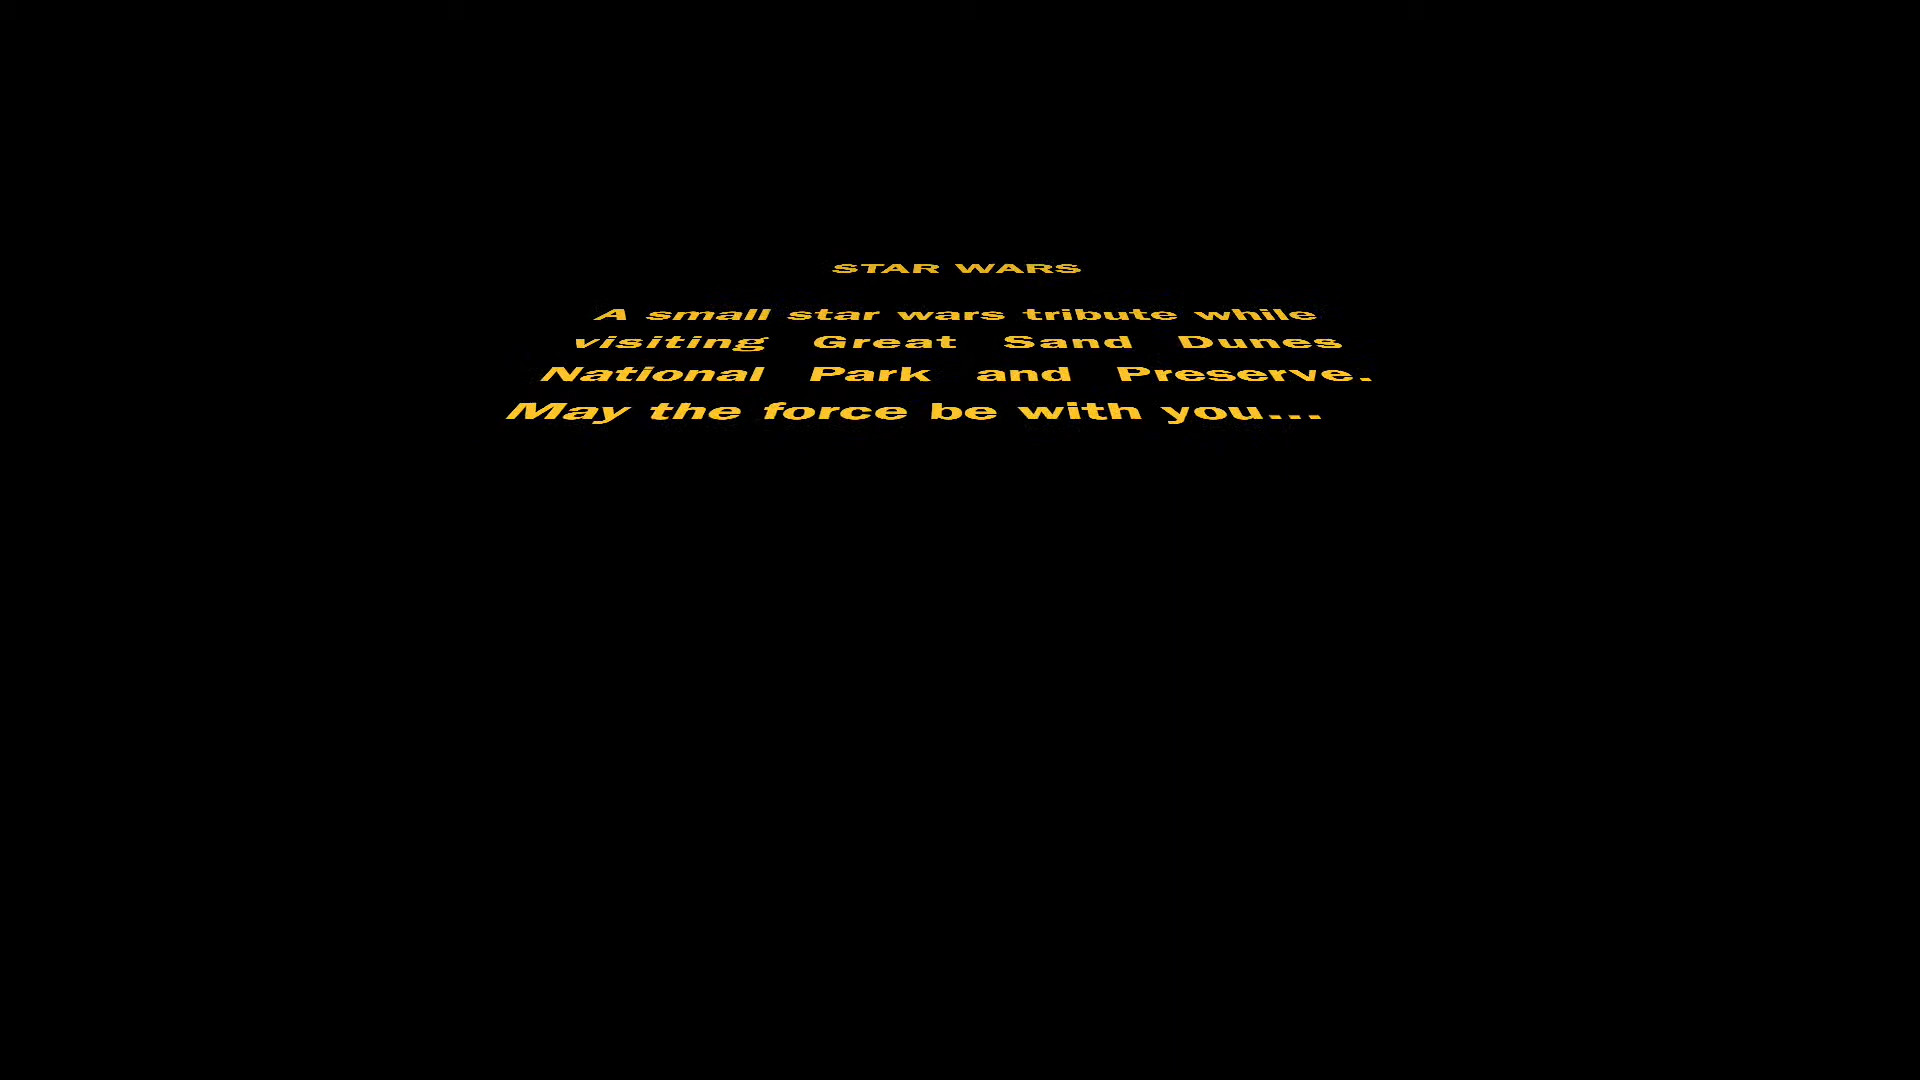 STAR WARS
A small star wars tribute while
visiting Great Sand Dunes
National Park and Preserve.
May the force be with you...